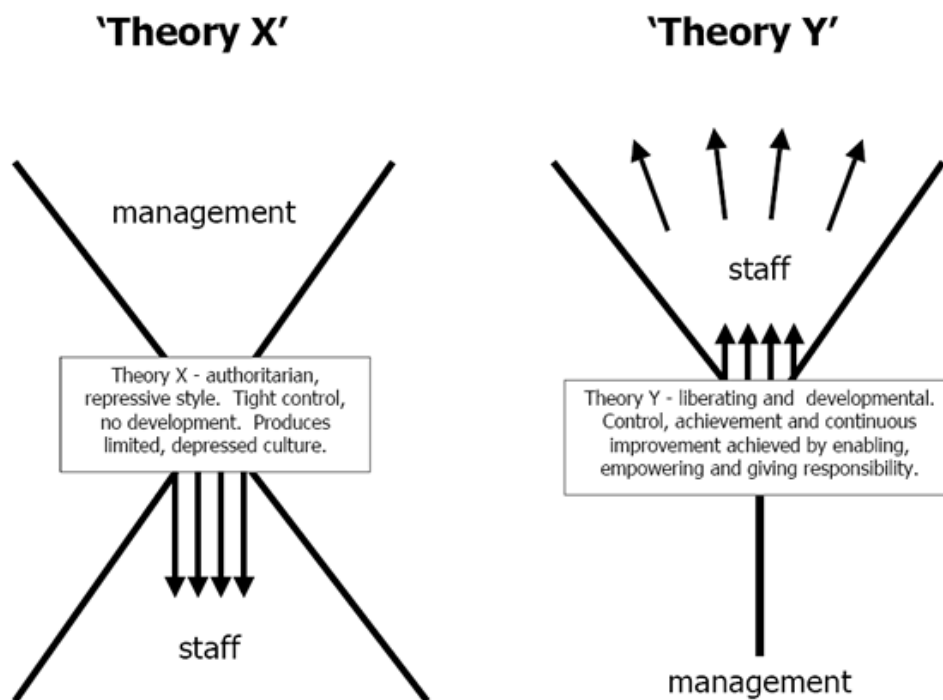 ‘Theory X’
‘Theory Y’
management
staff
Theory X - authoritarian,
repressive style. Tight control,
no development. Produces
limited, depressed culture.
Theory Y - liberating and developmental.
Control, achievement and continuous
improvement achieved by enabling,
empowering and giving responsibility.
staff
management